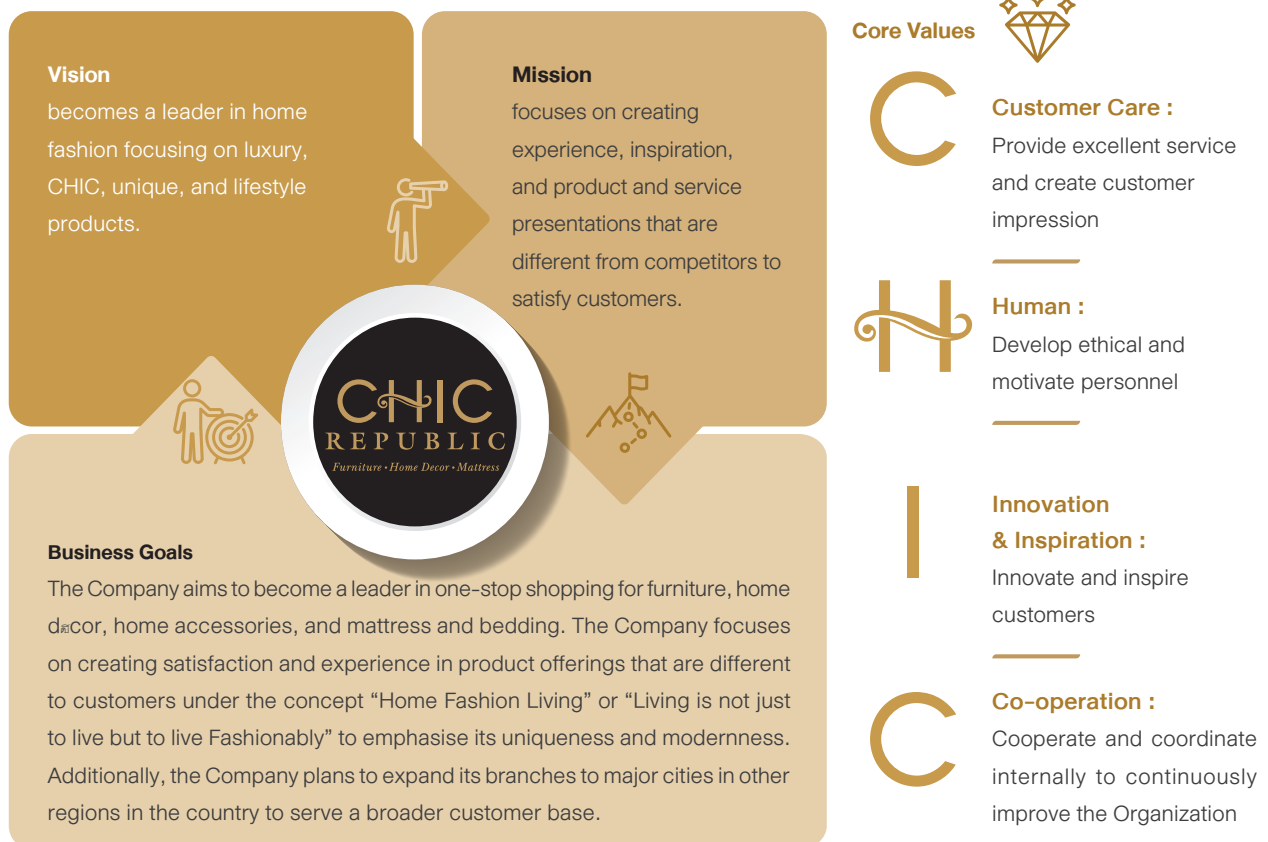 Vision
becomes a leader in home
fashion focusing on luxury,
CHIC, unique, and lifestyle
products.
Mission
focuses on creating
experience, inspiration,
and product and service
presentations that are
different from competitors to
satisfy customers.
CHIC
REPUBLIC
Furniture • Home Decor • Mattress
Business Goals
The Company aims to become a leader in one-stop shopping for furniture, home
home accessories, and mattress and bedding. The Company focuses
on creating satisfaction and experience in product offerings that are different
to customers under the concept “Home Fashion Living” or “Living is not just
to live but to live Fashionably” to emphasise its uniqueness and modernness.
Additionally, the Company plans to expand its branches to major cities in other
regions in the country to serve a broader customer base.
Core Values
C
Customer Care :
Provide excellent service
and create customer
impression
H
Human :
Develop ethical and
motivate personnel
I
Innovation
& Inspiration :
Innovate and inspire
customers
C
Co-operation :
Cooperate and coordinate
internally to continuously
improve the Organization